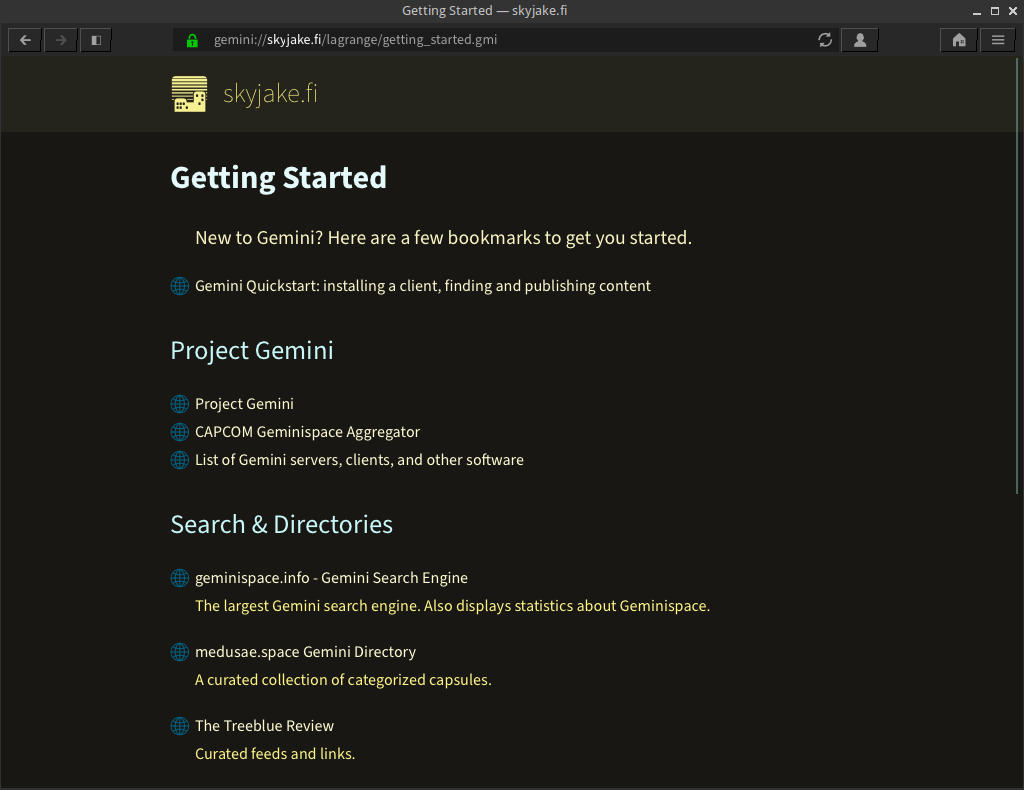 Getting Started — skyjake.fi
gemini://skyjake.fi/lagrange/getting_started.gmi
skyjake.fi
Getting Started
New to Gemini? Here are a few bookmarks to get you started.
Gemini Quickstart: installing a client, finding and publishing content
Project Gemini
Project Gemini
CAPCOM Geminispace Aggregator
List of Gemini servers, clients, and other software
Search & Directories
geminispace.info - Gemini Search Engine
The largest Gemini search engine. Also displays statistics about Geminispace.
medusae.space Gemini Directory
A curated collection of categorized capsules.
The Treeblue Review
Curated feeds and links.